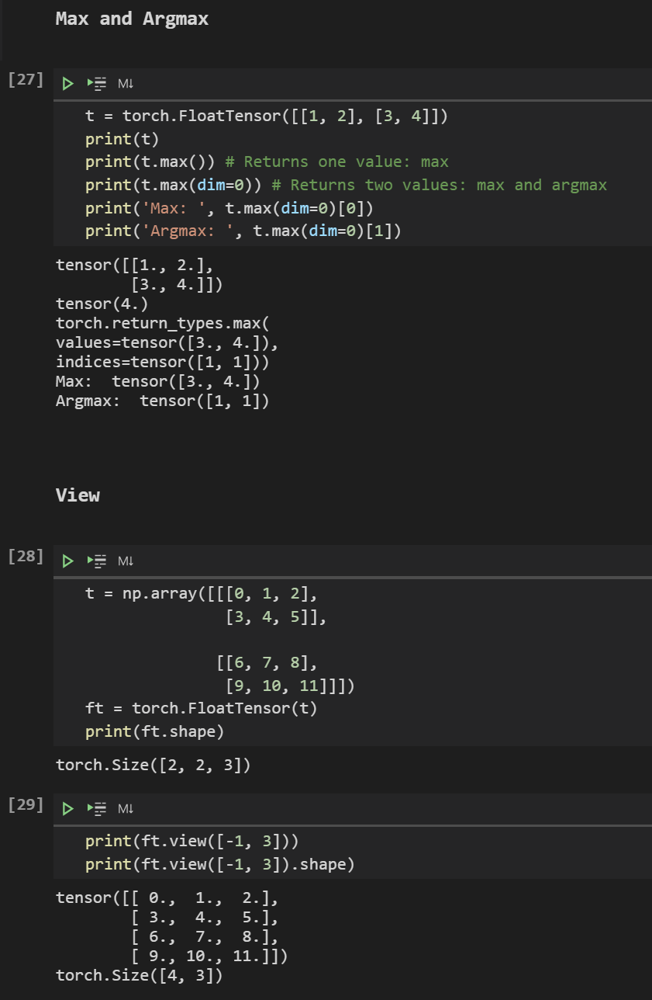 Max and Argmax
[27]
M↓
t = torch.FloatTensor([[1, 2], [3, 4]])
print(t)
print(t.max()) # Returns one value: max
print(t.max(dim=0)) # Returns two values: max and argmax
print('Max: ', t.max(dim=0)[0])
print('Argmax: ', t.max(dim=0)[1])
tensor([[1., 2.],
        [3., 4.]])
tensor(4.)
torch.return_types.max(
values=tensor([3., 4.]),
indices=tensor([1, 1]))
Max:  tensor([3., 4.])
Argmax:  tensor([1, 1])
View
[28]
M↓
t = np.array([[[0, 1, 2],
               [3, 4, 5]],
              [[6, 7, 8],
               [9, 10, 11]]])
ft = torch.FloatTensor(t)
print(ft.shape)
torch.Size([2, 2, 3])
[29]
M↓
print(ft.view([-1, 3]))
print(ft.view([-1, 3]).shape)
tensor([[ 0.,  1.,  2.],
        [ 3.,  4.,  5.],
        [ 6.,  7.,  8.],
        [ 9., 10., 11.]])
torch.Size([4, 3])